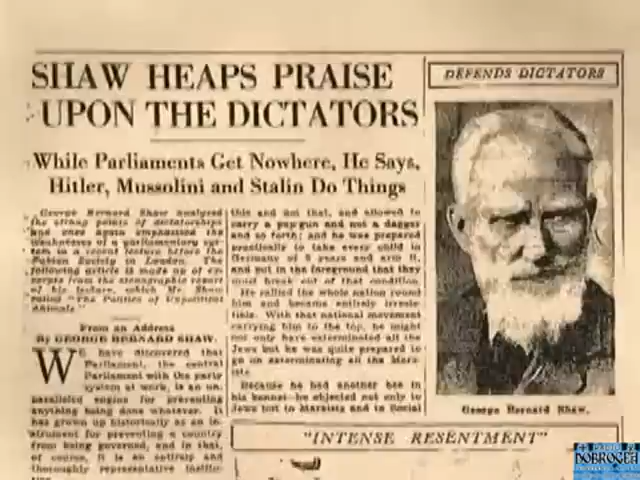 SHAW HEAPS PRAISE
UPON THE DICTATORS
While Parliaments Get Nowhere, He Says,
Hitler, Mussolini and Stalin Do Things
George Bernard Shaw analyzed
the strong points of dictatorships
and once again emphasized the
weaknesses of a parliamentary sys-
tem in a recent lecture before the
Fabian Society in London. The
following article is made up of ex-
cerpts from the stenographic report
of his lecture, which Mr. Shaw
called "The Politics of Unpolitical
Animals."
From an Address
By GEORGE BERNARD SHAW.
WE have discovered that
Parliament, the central
Parliament with the party
system at work, is an un-
paralleled engine for preventing
anything being done whatever. It
has grown up historically as an in-
strument for preventing a country
from being governed, and in that,
of course, it is an entirely and
thoroughly representative institu-
this and not that, and allowed to
carry a popgun and not a dagger
and so forth; and he was prepared
practically to take every child in
Germany of 5 years and arm it,
and put in the foreground that they
must break out of that condition.
He rallied the whole nation round
him and became entirely irresis-
tible. With that national movement
carrying him to the top, he might
not only have exterminated all the
Jews but he was quite prepared to
go on exterminating all the Marx-
ists.
Because he had another bee in
his bonnet—he objected not only to
Jews but to Marxists and to Social
DEFENDS DICTATORS
George Bernard Shaw.
"INTENSE RESENTMENT"
RADIO
DOBROGEA